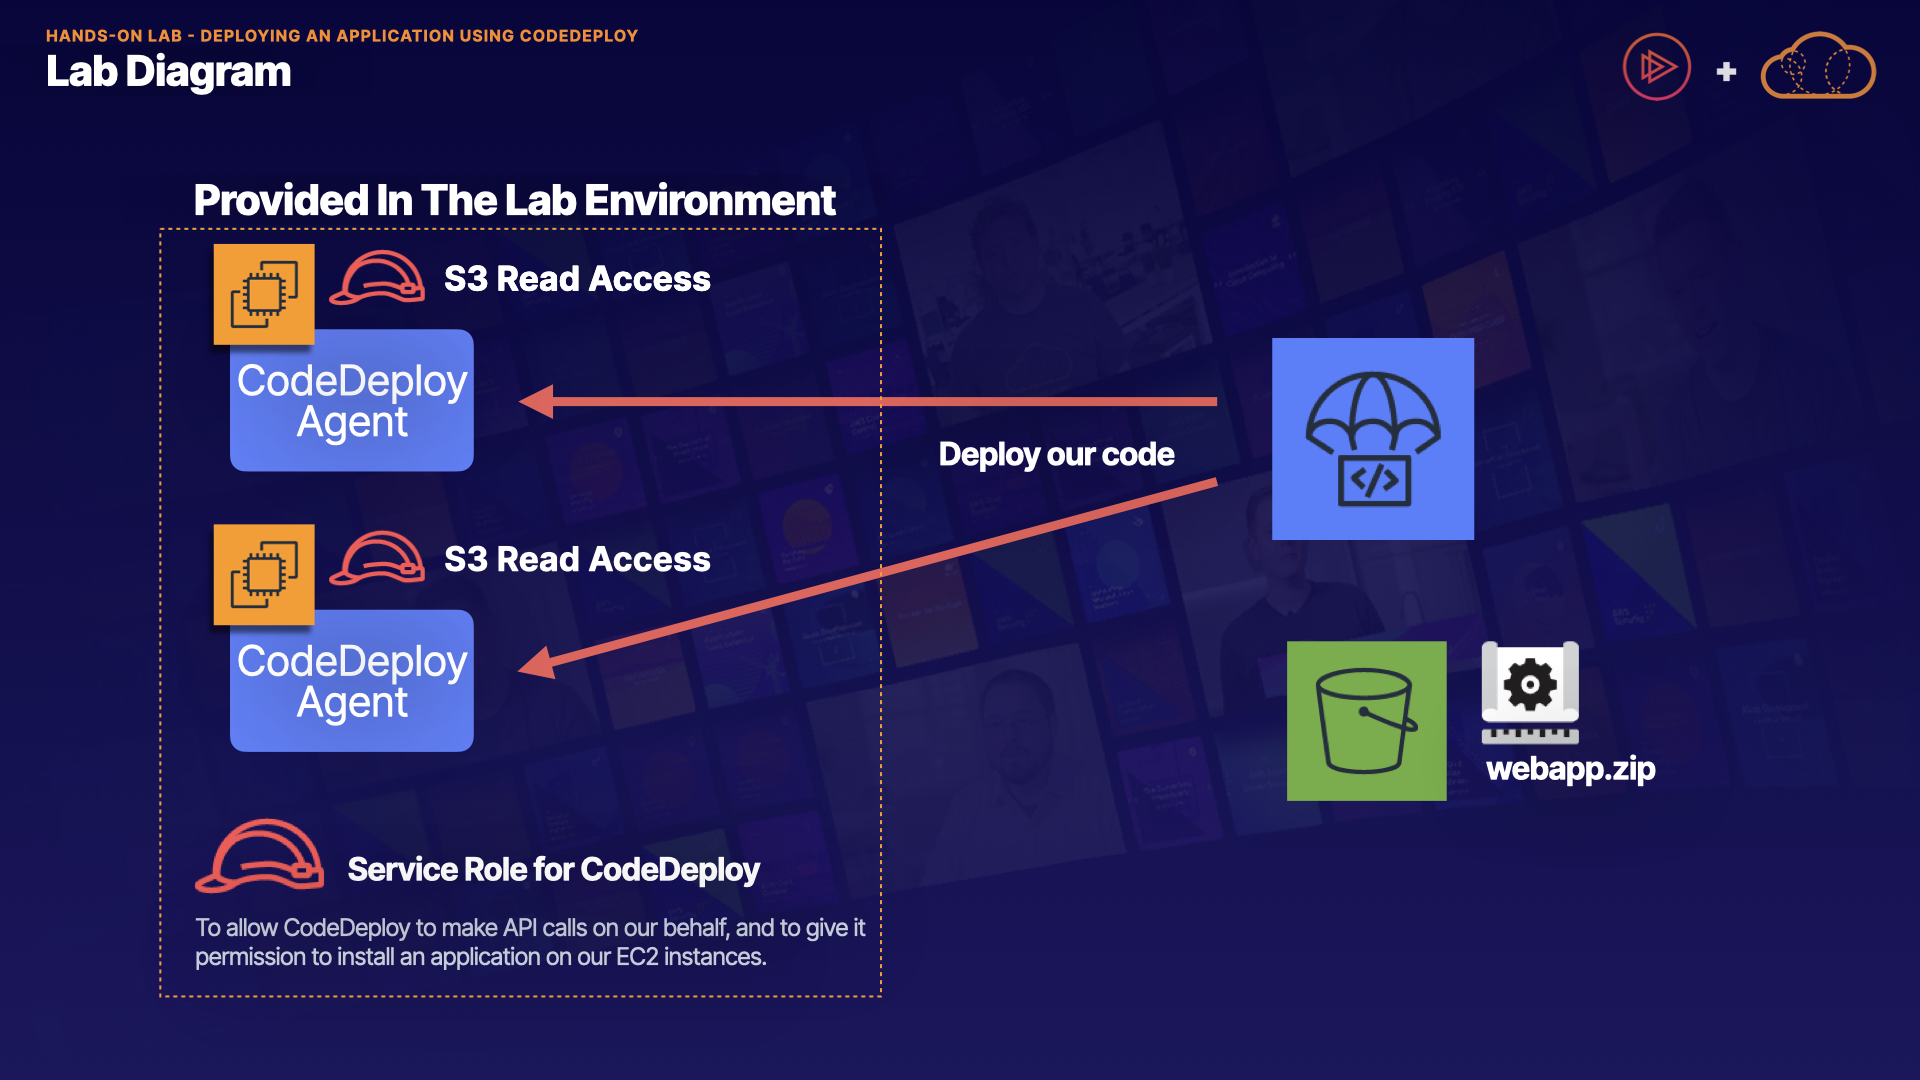 HANDS-ON LAB - DEPLOYING AN APPLICATION USING CODEDEPLOY
Lab Diagram
Provided In The Lab Environment
S3 Read Access
CodeDeploy
Agent
Deploy our code
</>
S3 Read Access
CodeDeploy
Agent
webapp.zip
Service Role for CodeDeploy
To allow CodeDeploy to make API calls on our behalf, and to give it
permission to install an application on our EC2 instances.